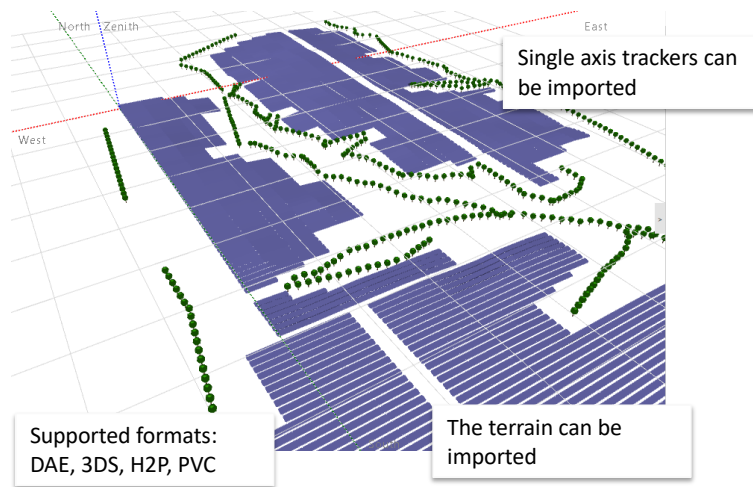 North Zenith
East
Single axis trackers can
be imported
West
>
The terrain can be
imported
Supported formats:
DAE, 3DS, H2P, PVC